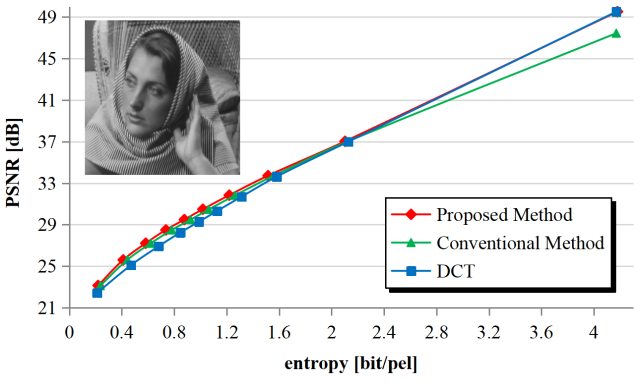 49
45
41
37
33
29
25
21
PSNR [dB]
Proposed Method
Conventional Method
DCT
0 0.4 0.8 1.2 1.6 2 2.4 2.8 3.2 3.6 4
entropy [bit/pel]